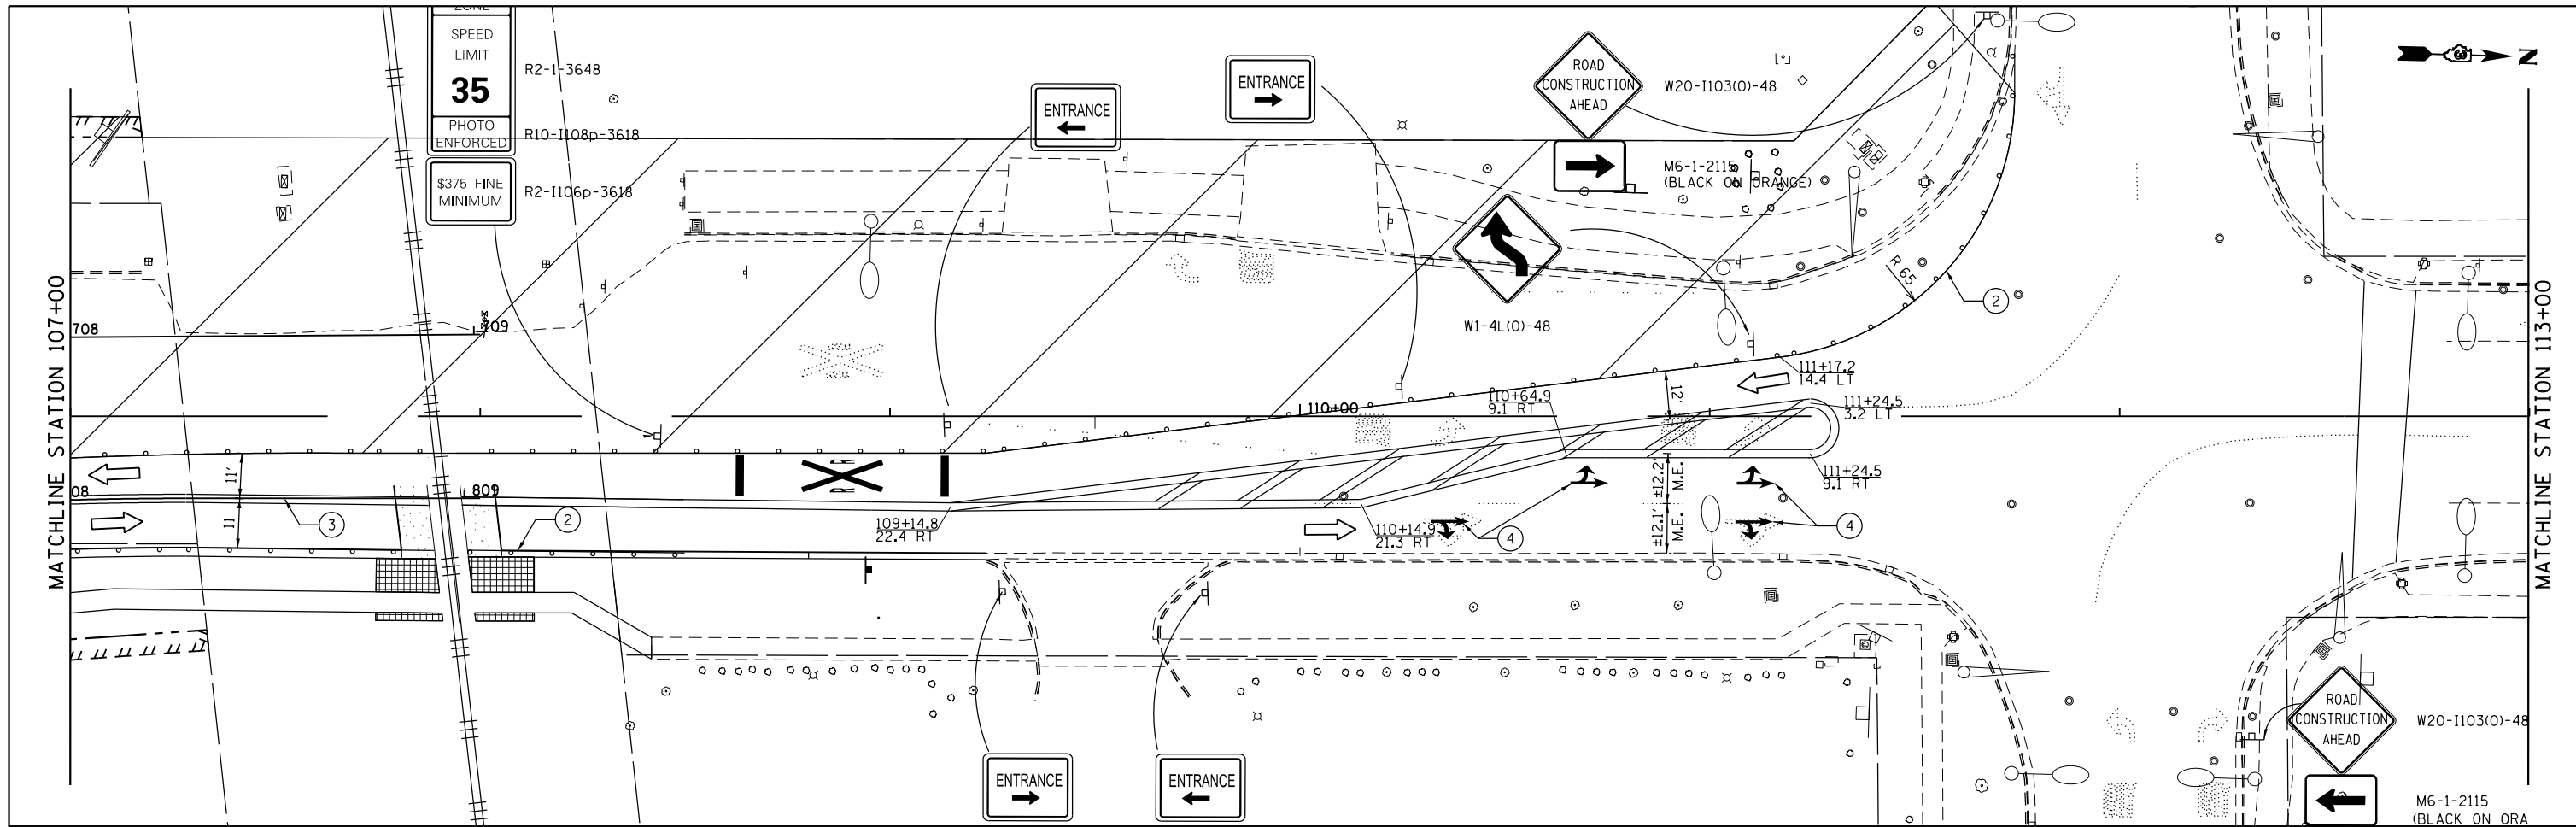 ZONE
SPEED
LIMIT
35
PHOTO
ENFORCED
$375 FINE
MINIMUM
R2-1-3648
R10-I108p-3618
R2-I106p-3618
ENTRANCE
ENTRANCE
ROAD
CONSTRUCTION
AHEAD
W20-I103(O)-48
M6-1-2115
(BLACK ON ORANGE)
W1-4L(O)-48
N
R 65
2
MATCHLINE STATION 107+00
MATCHLINE STATION 113+00
708
709
110+00
111+17.2
14.4 LT
12'
110+64.9
9.1 RT
111+24.5
3.2 LT
111+24.5
9.1 RT
11'
08
809
3
11
2
R R
109+14.8
22.4 RT
110+14.9
21.3 RT
±12.2'
M.E.
±12.1'
M.E.
4
4
ENTRANCE
ENTRANCE
ROAD
CONSTRUCTION
AHEAD
W20-I103(O)-48
M6-1-2115
(BLACK ON ORA